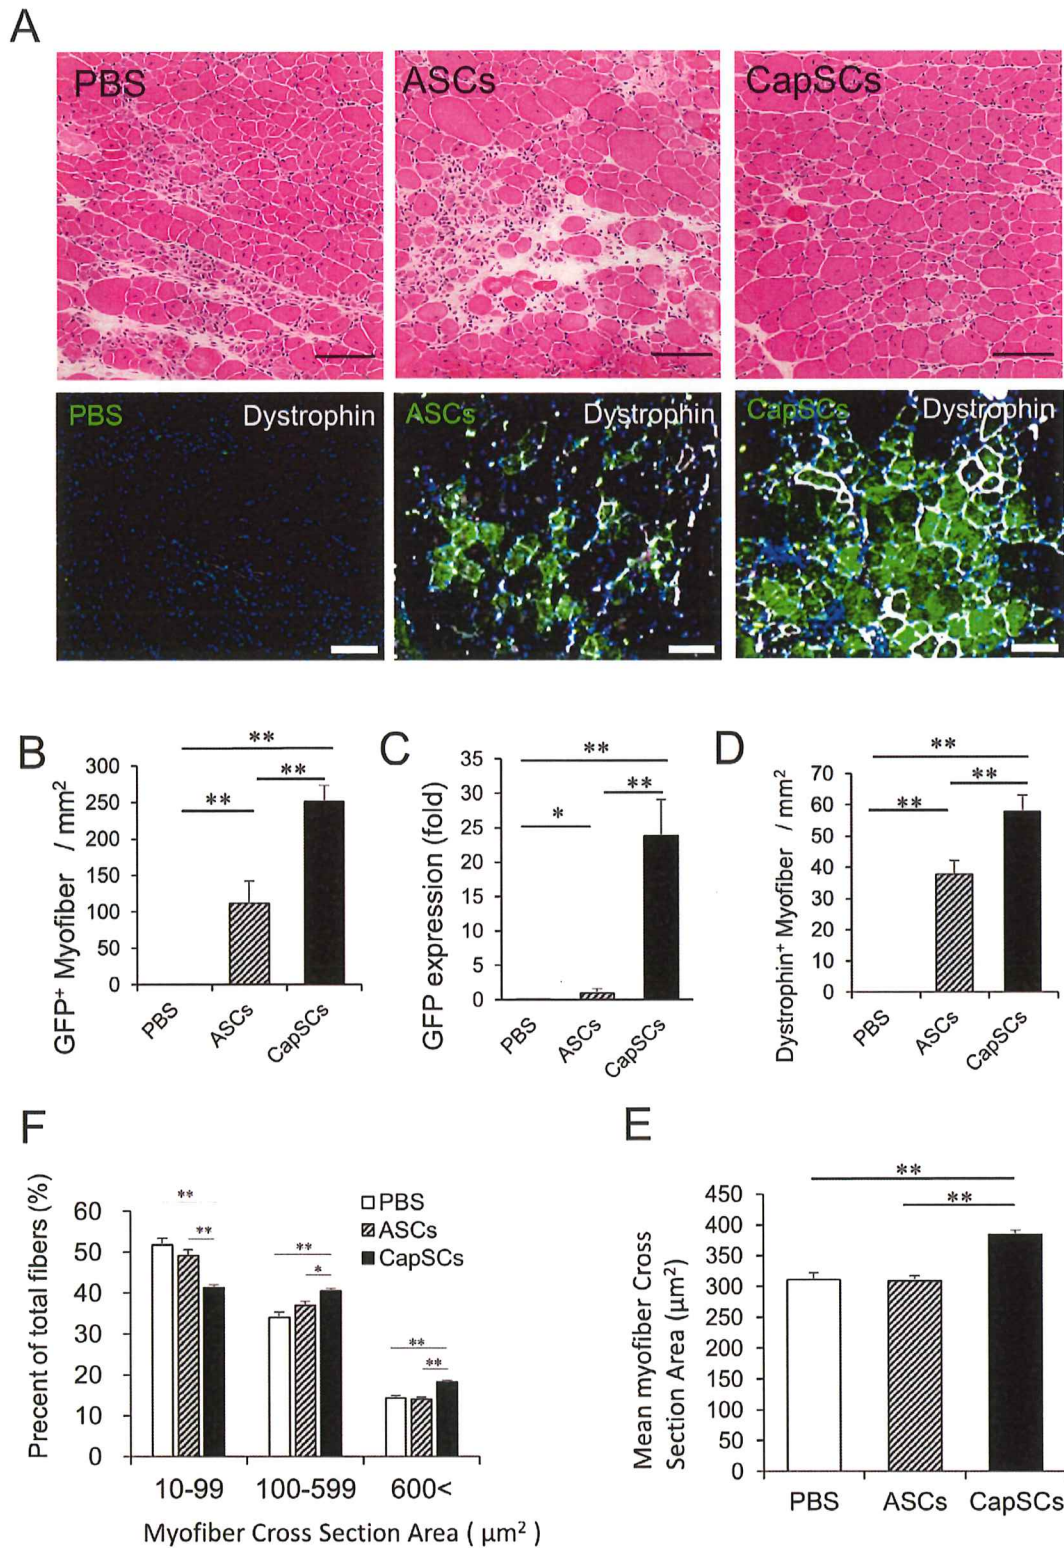 A
PBS
ASCs
CapSCs
PBS
Dystrophin
ASCs
Dystrophin
CapSCs
Dystrophin
B
GFP+ Myofiber / mm2
300
250
200
150
100
50
0
**
**
**
PBS
ASCs
CapSCs
C
GFP expression (fold)
35
30
25
20
15
10
5
0
**
**
*
PBS
ASCs
CapSCs
D
Dystrophin+ Myofiber / mm2
70
60
50
40
30
20
10
0
**
**
**
PBS
ASCs
CapSCs
F
Precent of total fibers (%)
60
50
40
30
20
10
0
**
**
**
*
**
**
PBS
ASCs
CapSCs
10-99
100-599
600<
Myofiber Cross Section Area ( μm2 )
E
Mean myofiber Cross
Section Area (μm2)
450
400
350
300
250
200
150
100
50
0
**
**
PBS
ASCs
CapSCs